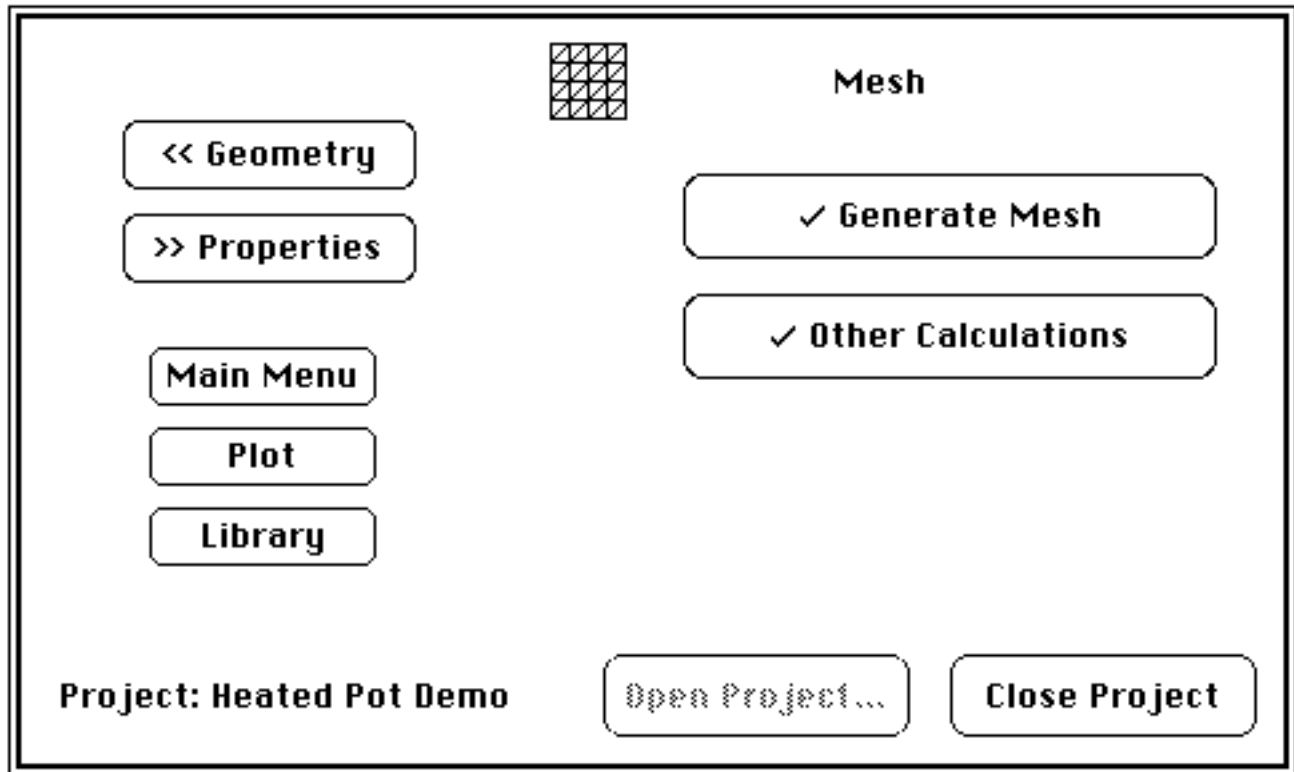 Mesh
<< Geometry
>> Properties
✓ Generate Mesh
✓ Other Calculations
Main Menu
Plot
Library
Project: Heated Pot Demo
Open Project...
Close Project